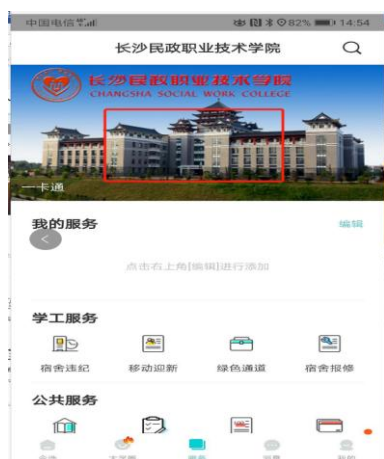 中国电信 82% 14:54
长沙民政职业技术学院
长沙民政职业技术学院
CHANGSHA SOCIAL WORK COLLEGE
一卡通
我的服务 编辑
点击右上角[编辑]进行添加
学工服务
宿舍违纪 移动迎新 绿色通道 宿舍报修
公共服务